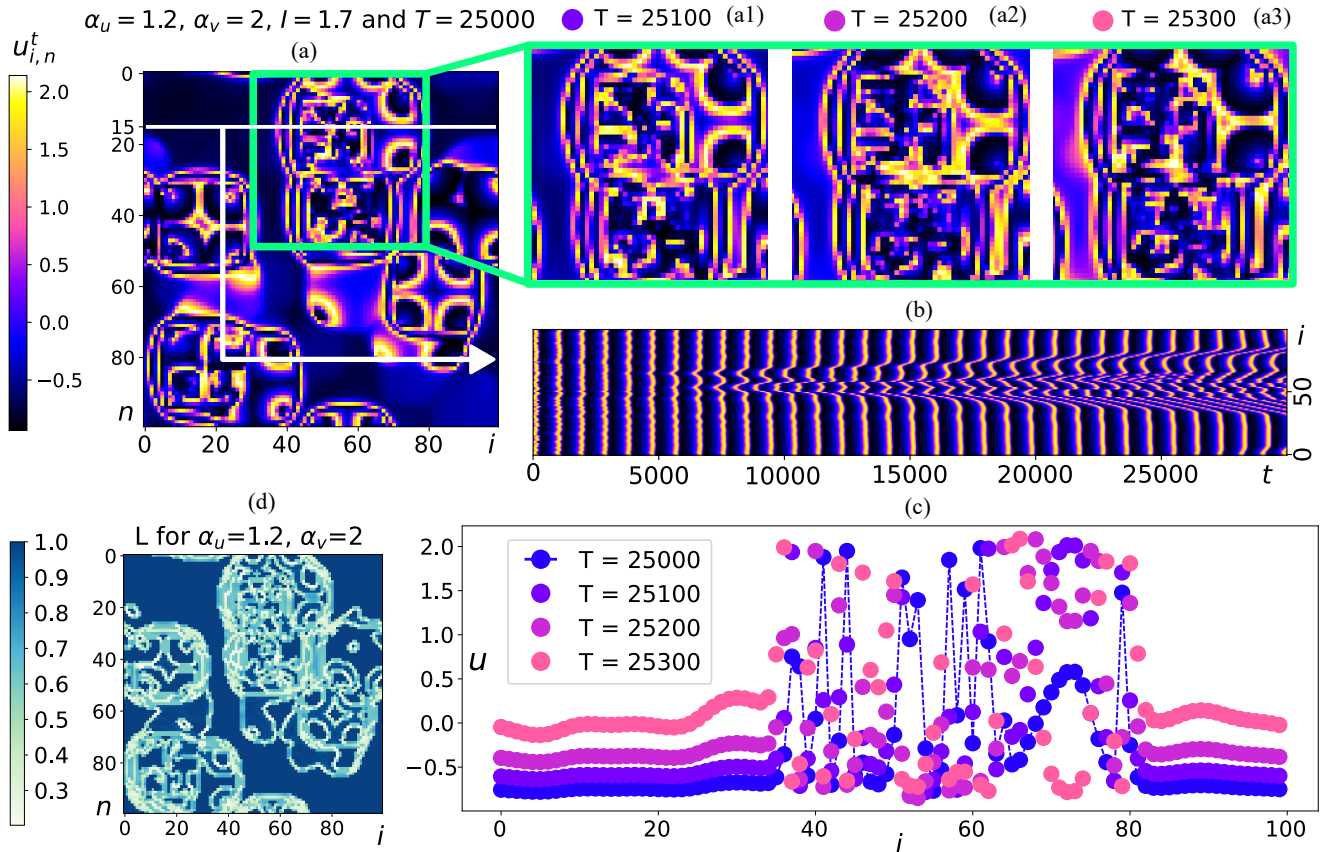 αu = 1.2, αv = 2, I = 1.7 and T = 25000
T = 25100 (a1)
T = 25200 (a2)
T = 25300 (a3)
u^t_{i,n}
2.0
1.5
1.0
0.5
0.0
−0.5
(a)
0
15
20
40
60
80
n
0 20 40 60 80 i
(b)
i
50
0
0 5000 10000 15000 20000 25000 t
(d)
L for αu=1.2, αv=2
1.0
0.9
0.8
0.7
0.6
0.5
0.4
0.3
0
20
40
60
80
n
0 20 40 60 80 i
(c)
T = 25000
T = 25100
T = 25200
T = 25300
u
2.0
1.5
1.0
0.5
0.0
−0.5
0 20 40 60 80 100
i